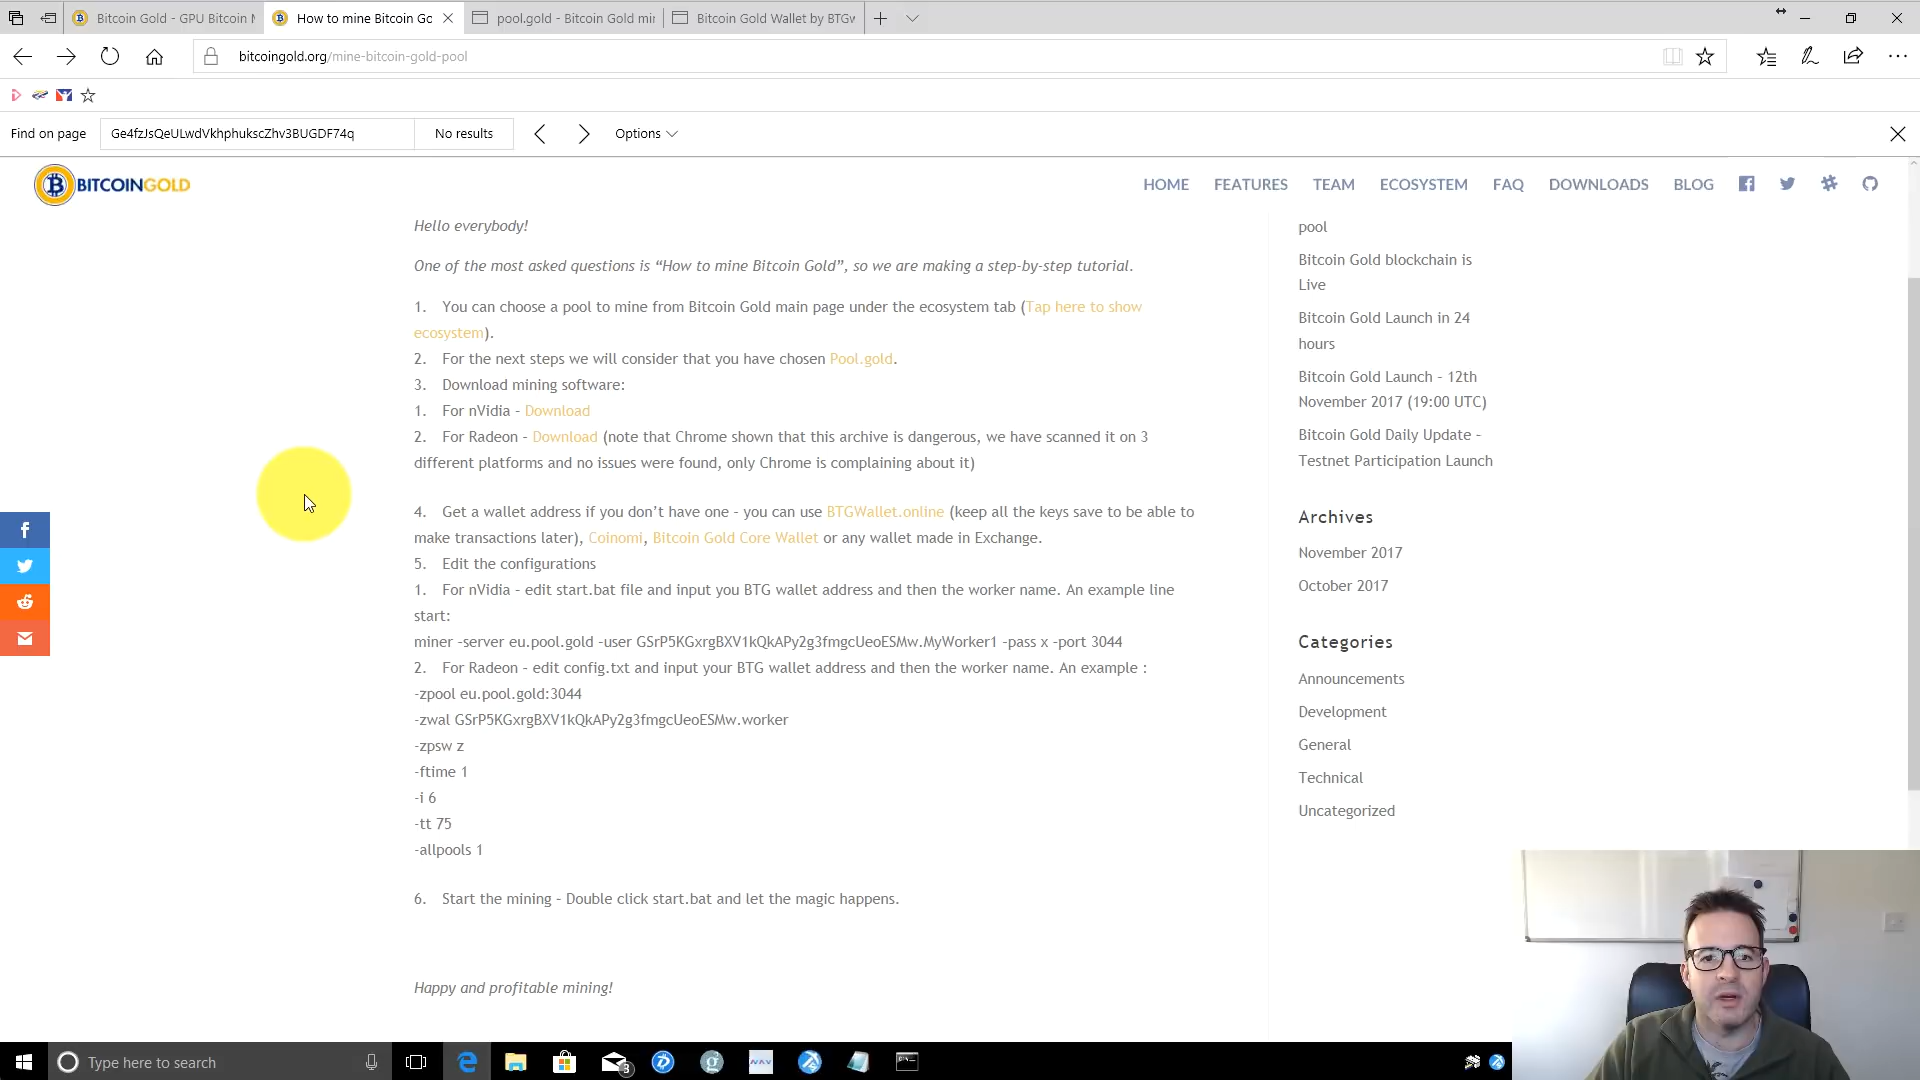 Bitcoin Gold - GPU Bitcoin M
How to mine Bitcoin Go
pool.gold - Bitcoin Gold mi
Bitcoin Gold Wallet by BTGw
bitcoingold.org/mine-bitcoin-gold-pool
Find on page
Ge4fzJsQeULwdVkhphukscZhv3BUGDF74q
No results
Options
BITCOINGOLD
HOME
FEATURES
TEAM
ECOSYSTEM
FAQ
DOWNLOADS
BLOG
Hello everybody!
One of the most asked questions is “How to mine Bitcoin Gold”, so we are making a step-by-step tutorial.
1. You can choose a pool to mine from Bitcoin Gold main page under the ecosystem tab (Tap here to show
ecosystem).
2. For the next steps we will consider that you have chosen Pool.gold.
3. Download mining software:
1. For nVidia – Download
2. For Radeon – Download (note that Chrome shown that this archive is dangerous, we have scanned it on 3
different platforms and no issues were found, only Chrome is complaining about it)
4. Get a wallet address if you don’t have one – you can use BTGWallet.online (keep all the keys save to be able to
make transactions later), Coinomi, Bitcoin Gold Core Wallet or any wallet made in Exchange.
5. Edit the configurations
1. For nVidia – edit start.bat file and input you BTG wallet address and then the worker name. An example line
start:
miner –server eu.pool.gold –user GSrP5KGxrgBXV1kQkAPy2g3fmgcUeoESMw.MyWorker1 –pass x –port 3044
2. For Radeon – edit config.txt and input your BTG wallet address and then the worker name. An example :
-zpool eu.pool.gold:3044
-zwal GSrP5KGxrgBXV1kQkAPy2g3fmgcUeoESMw.worker
-zpsw z
-ftime 1
-i 6
-tt 75
-allpools 1
6. Start the mining – Double click start.bat and let the magic happens.
Happy and profitable mining!
pool
Bitcoin Gold blockchain is
Live
Bitcoin Gold Launch in 24
hours
Bitcoin Gold Launch – 12th
November 2017 (19:00 UTC)
Bitcoin Gold Daily Update –
Testnet Participation Launch
Archives
November 2017
October 2017
Categories
Announcements
Development
General
Technical
Uncategorized
Type here to search
3
NAV